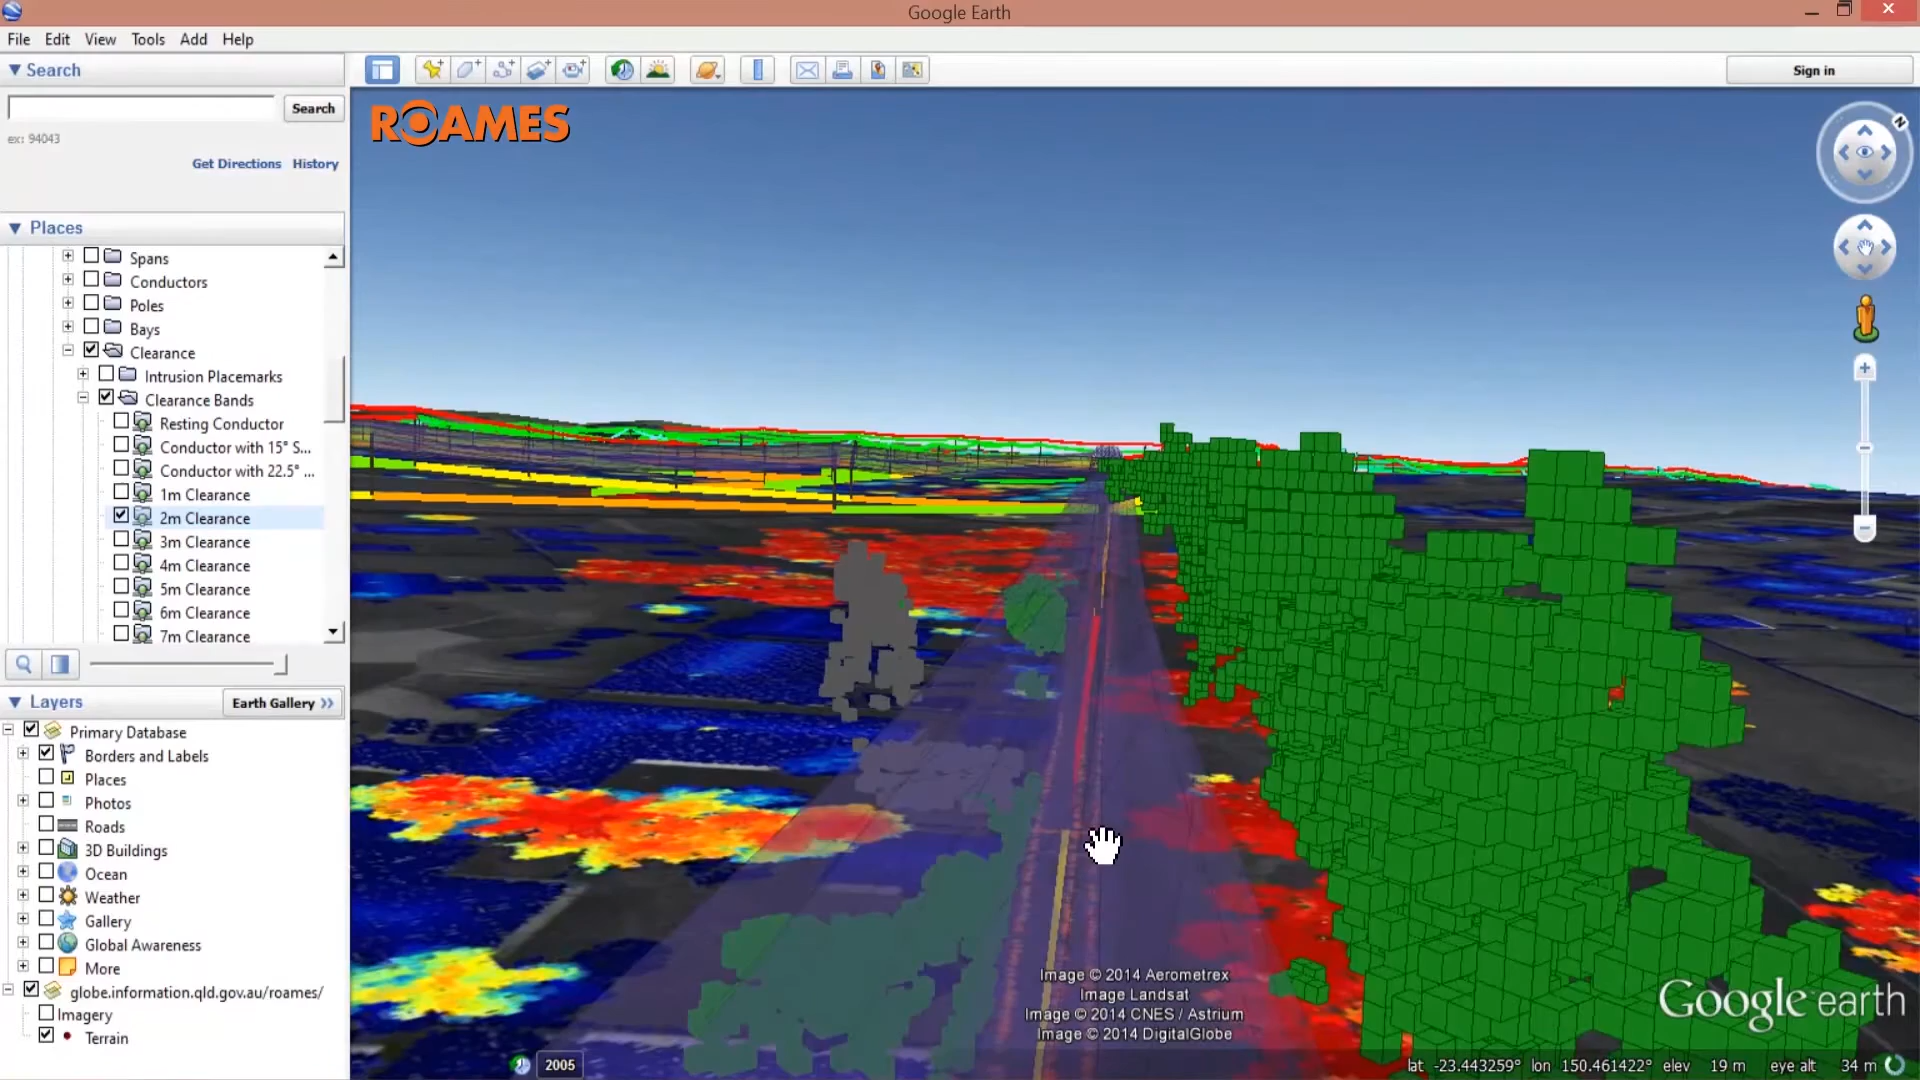 Google Earth
File Edit View Tools Add Help
Search
Search
ex: 94043
Get Directions History
Sign in
ROAMES
N
Places
Spans
Conductors
Poles
Bays
Clearance
Intrusion Placemarks
Clearance Bands
Resting Conductor
Conductor with 15° S...
Conductor with 22.5° ...
1m Clearance
2m Clearance
3m Clearance
4m Clearance
5m Clearance
6m Clearance
7m Clearance
Layers
Earth Gallery >>
Primary Database
Borders and Labels
Places
Photos
Roads
3D Buildings
Ocean
Weather
Gallery
Global Awareness
More
globe.information.qld.gov.au/roames/
Imagery
Terrain
Image © 2014 Aerometrex
Image Landsat
Image © 2014 CNES / Astrium
Image © 2014 DigitalGlobe
Google earth
2005
lat -23.443259° lon 150.461422° elev 19 m eye alt 34 m